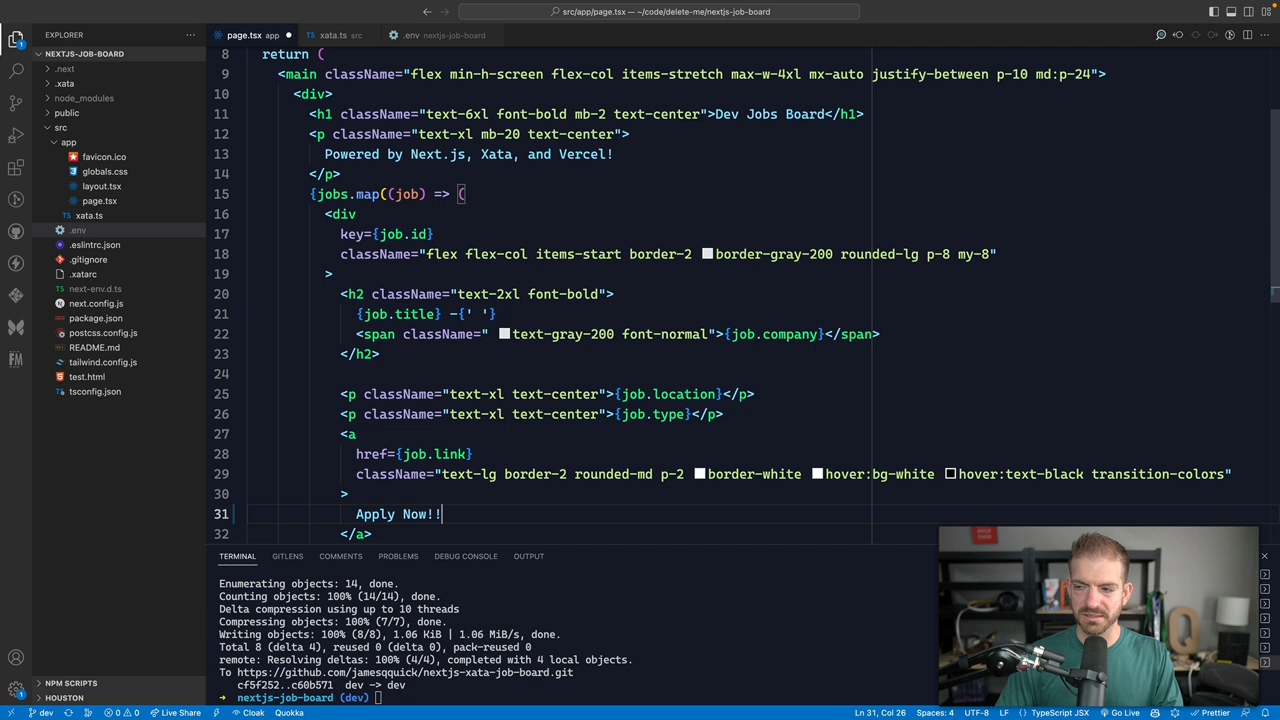 src/app/page.tsx — ~/code/delete-me/nextjs-job-board
EXPLORER
page.tsx app
xata.ts src
.env nextjs-job-board
NEXTJS-JOB-BOARD
.next
.xata
node_modules
public
src
app
favicon.ico
globals.css
layout.tsx
page.tsx
xata.ts
.env
.eslintrc.json
.gitignore
.xatarc
next-env.d.ts
next.config.js
package.json
postcss.config.js
README.md
tailwind.config.js
test.html
tsconfig.json
NPM SCRIPTS
HOUSTON
8 return (
9 <main className="flex min-h-screen flex-col items-stretch max-w-4xl mx-auto justify-between p-10 md:p-24">
10 <div>
11 <h1 className="text-6xl font-bold mb-2 text-center">Dev Jobs Board</h1>
12 <p className="text-xl mb-20 text-center">
13 Powered by Next.js, Xata, and Vercel!
14 </p>
15 {jobs.map((job) => (
16 <div
17 key={job.id}
18 className="flex flex-col items-start border-2 border-gray-200 rounded-lg p-8 my-8"
19 >
20 <h2 className="text-2xl font-bold">
21 {job.title} -{' '}
22 <span className=" text-gray-200 font-normal">{job.company}</span>
23 </h2>
24
25 <p className="text-xl text-center">{job.location}</p>
26 <p className="text-xl text-center">{job.type}</p>
27 <a
28 href={job.link}
29 className="text-lg border-2 rounded-md p-2 border-white hover:bg-white hover:text-black transition-colors"
30 >
31 Apply Now!!
32 </a>
TERMINAL GITLENS COMMENTS PROBLEMS DEBUG CONSOLE OUTPUT
Enumerating objects: 14, done.
Counting objects: 100% (14/14), done.
Delta compression using up to 10 threads
Compressing objects: 100% (7/7), done.
Writing objects: 100% (8/8), 1.06 KiB | 1.06 MiB/s, done.
Total 8 (delta 4), reused 0 (delta 0), pack-reused 0
remote: Resolving deltas: 100% (4/4), completed with 4 local objects.
To https://github.com/jamesqquick/nextjs-xata-job-board.git
cf5f252..c60b571 dev -> dev
➜ nextjs-job-board (dev)
dev 0 0 Live Share Cloak Quokka Ln 31, Col 26 Spaces: 4 UTF-8 LF {} TypeScript JSX Go Live Prettier